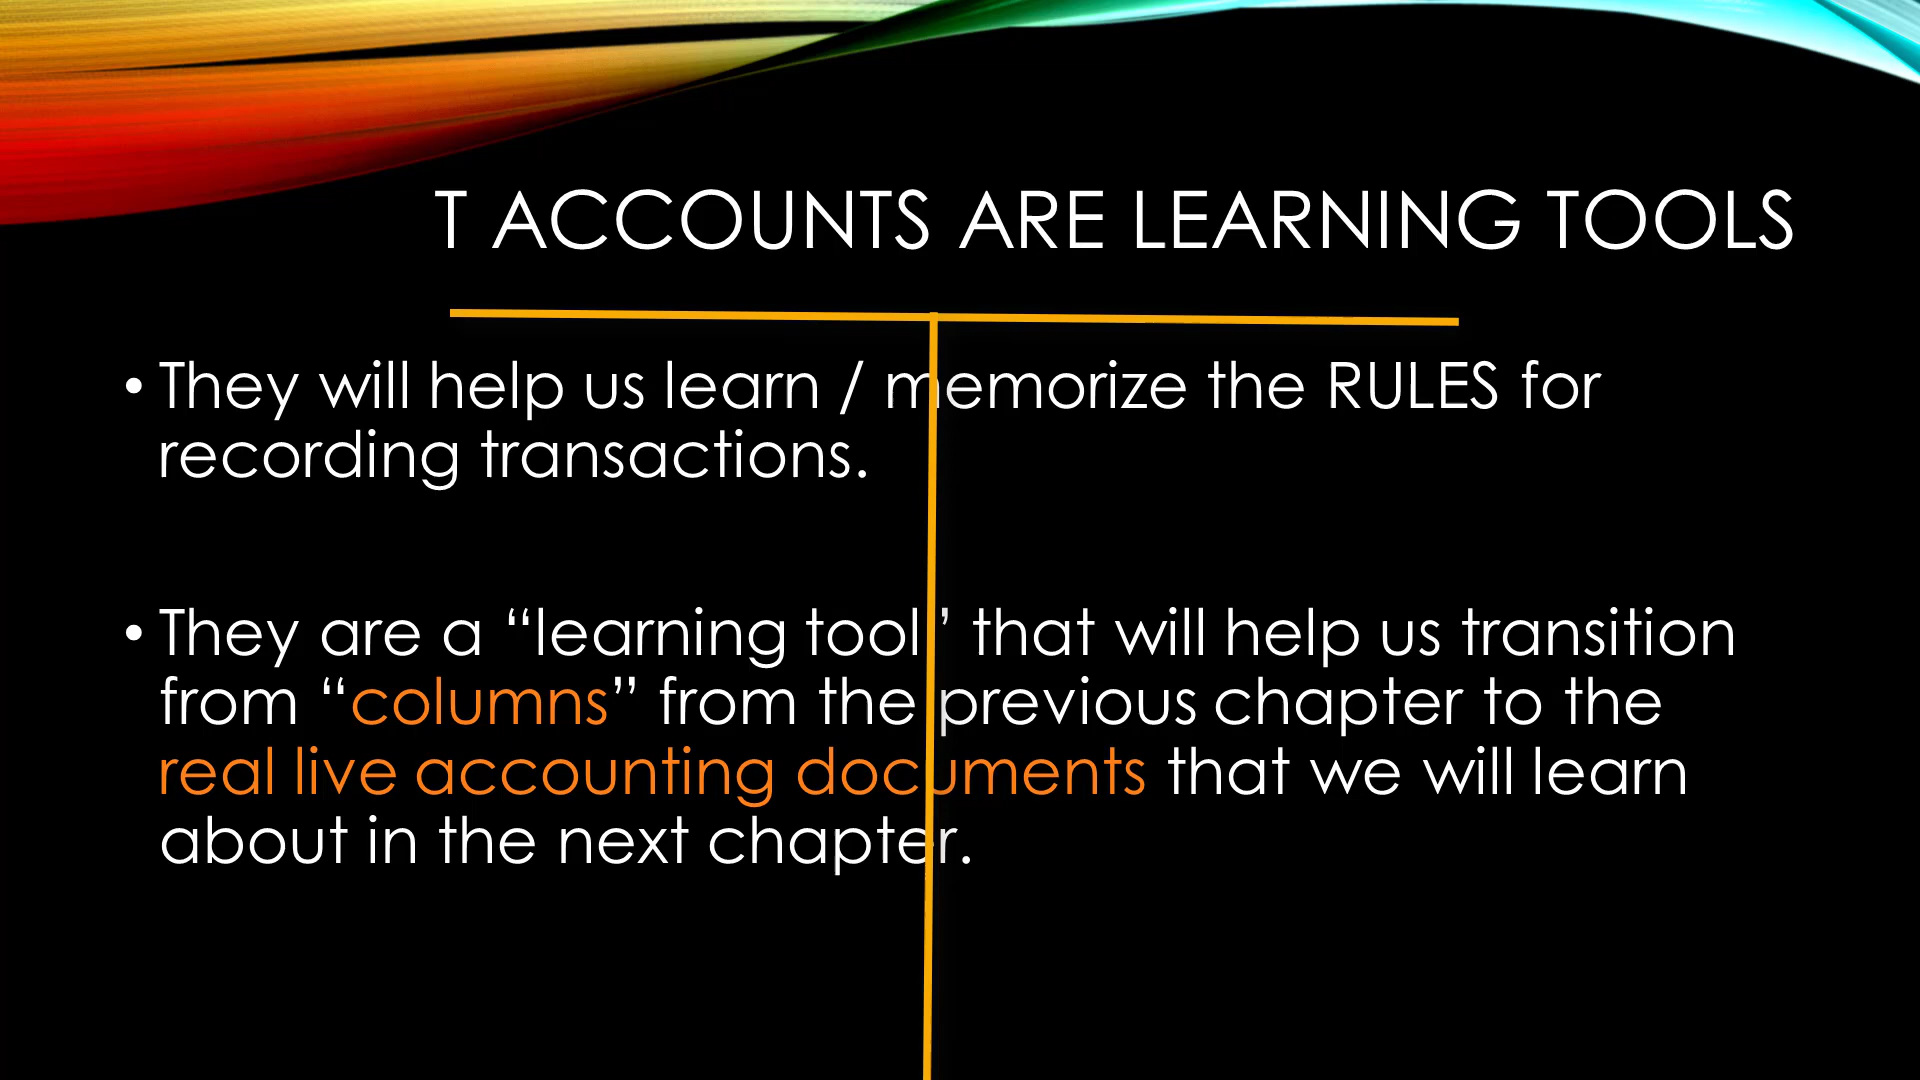 T ACCOUNTS ARE LEARNING TOOLS
• They will help us learn / memorize the RULES for
recording transactions.
• They are a “learning tool” that will help us transition
from “columns” from the previous chapter to the
real live accounting documents that we will learn
about in the next chapter.